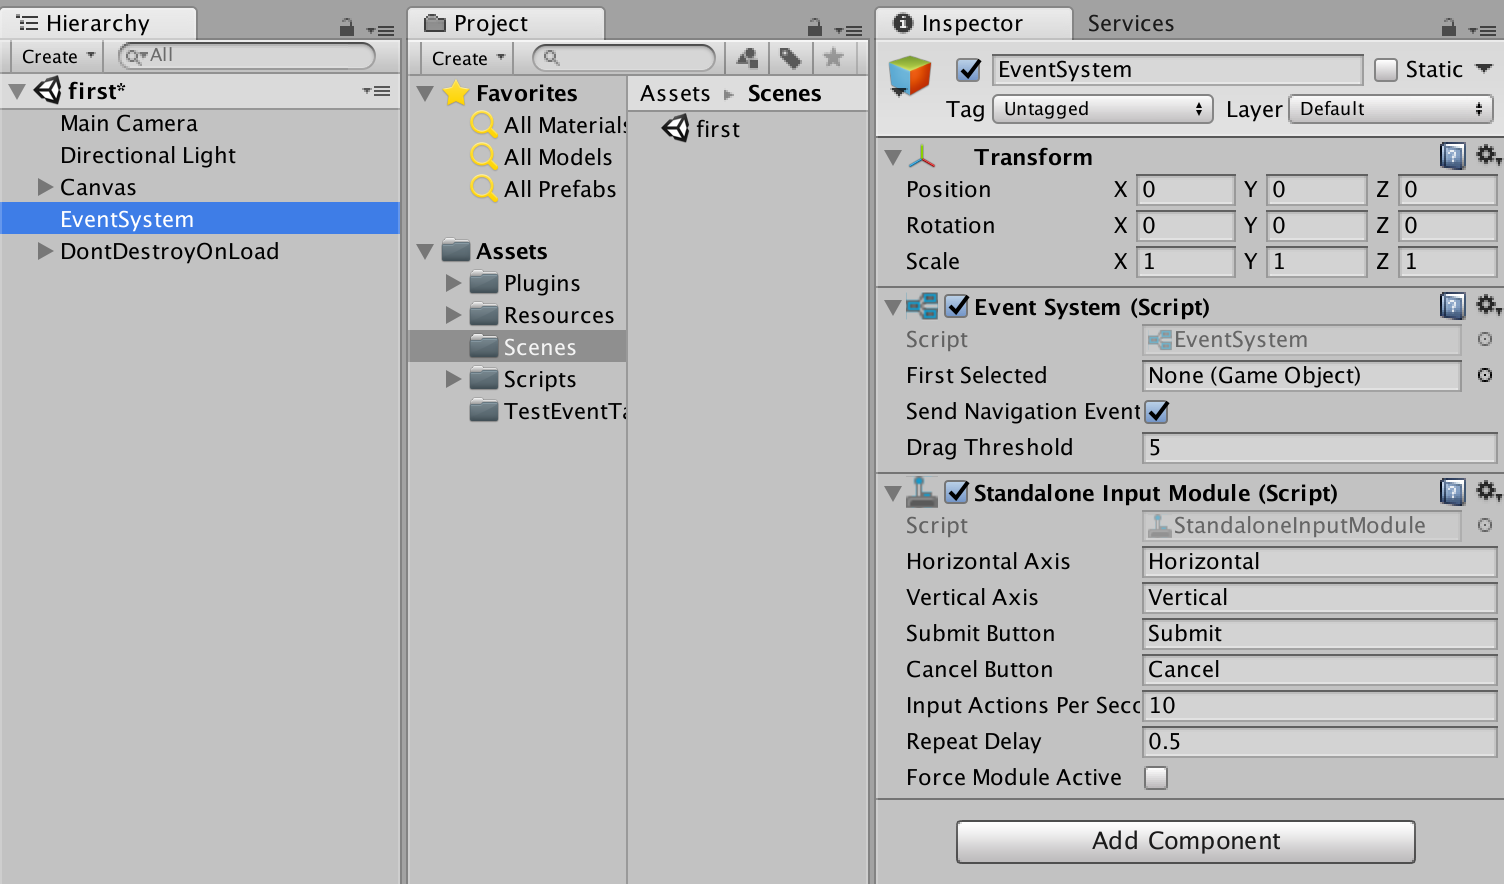 Hierarchy
Create
All
first*
Main Camera
Directional Light
Canvas
EventSystem
DontDestroyOnLoad
Project
Create
Favorites
All Materials
All Models
All Prefabs
Assets
Plugins
Resources
Scenes
Scripts
TestEventTa
Assets Scenes
first
Inspector Services
EventSystem Static
Tag Untagged Layer Default
Transform
Position X 0 Y 0 Z 0
Rotation X 0 Y 0 Z 0
Scale X 1 Y 1 Z 1
Event System (Script)
Script EventSystem
First Selected None (Game Object)
Send Navigation Event
Drag Threshold 5
Standalone Input Module (Script)
Script StandaloneInputModule
Horizontal Axis Horizontal
Vertical Axis Vertical
Submit Button Submit
Cancel Button Cancel
Input Actions Per Secc 10
Repeat Delay 0.5
Force Module Active
Add Component